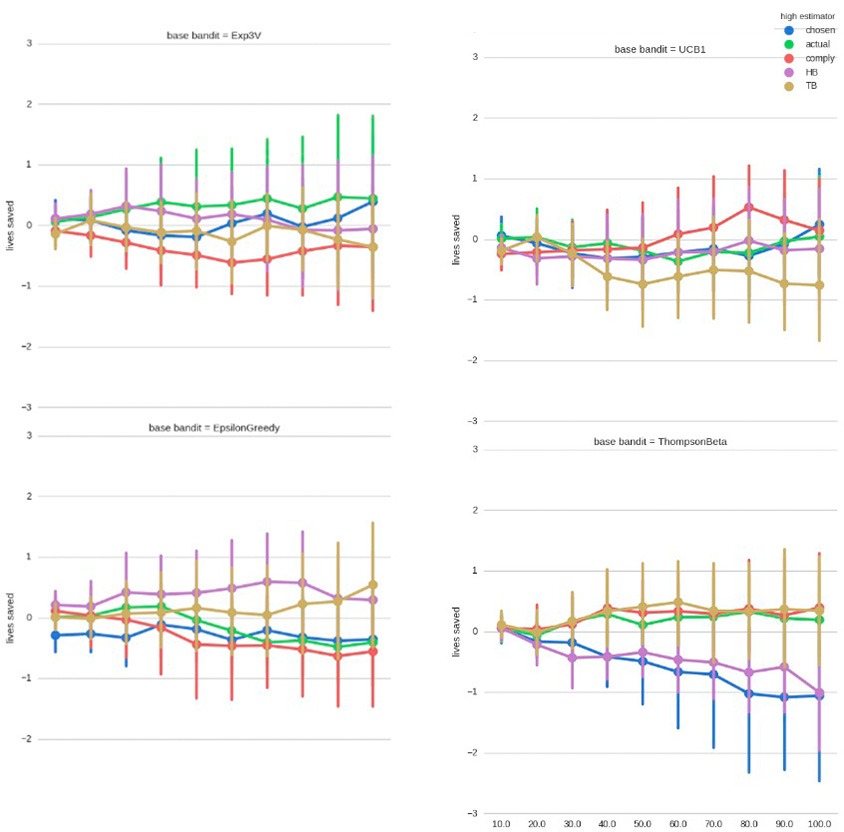 base bandit = Exp3V
3
2
1
0
−1
−2
−3
lives saved
high estimator
chosen
actual
comply
HB
TB
base bandit = UCB1
3
2
1
0
−1
−2
−3
lives saved
base bandit = EpsilonGreedy
3
2
1
0
−1
−2
lives saved
base bandit = ThompsonBeta
3
2
1
0
−1
−2
−3
lives saved
10.0 20.0 30.0 40.0 50.0 60.0 70.0 80.0 90.0 100.0